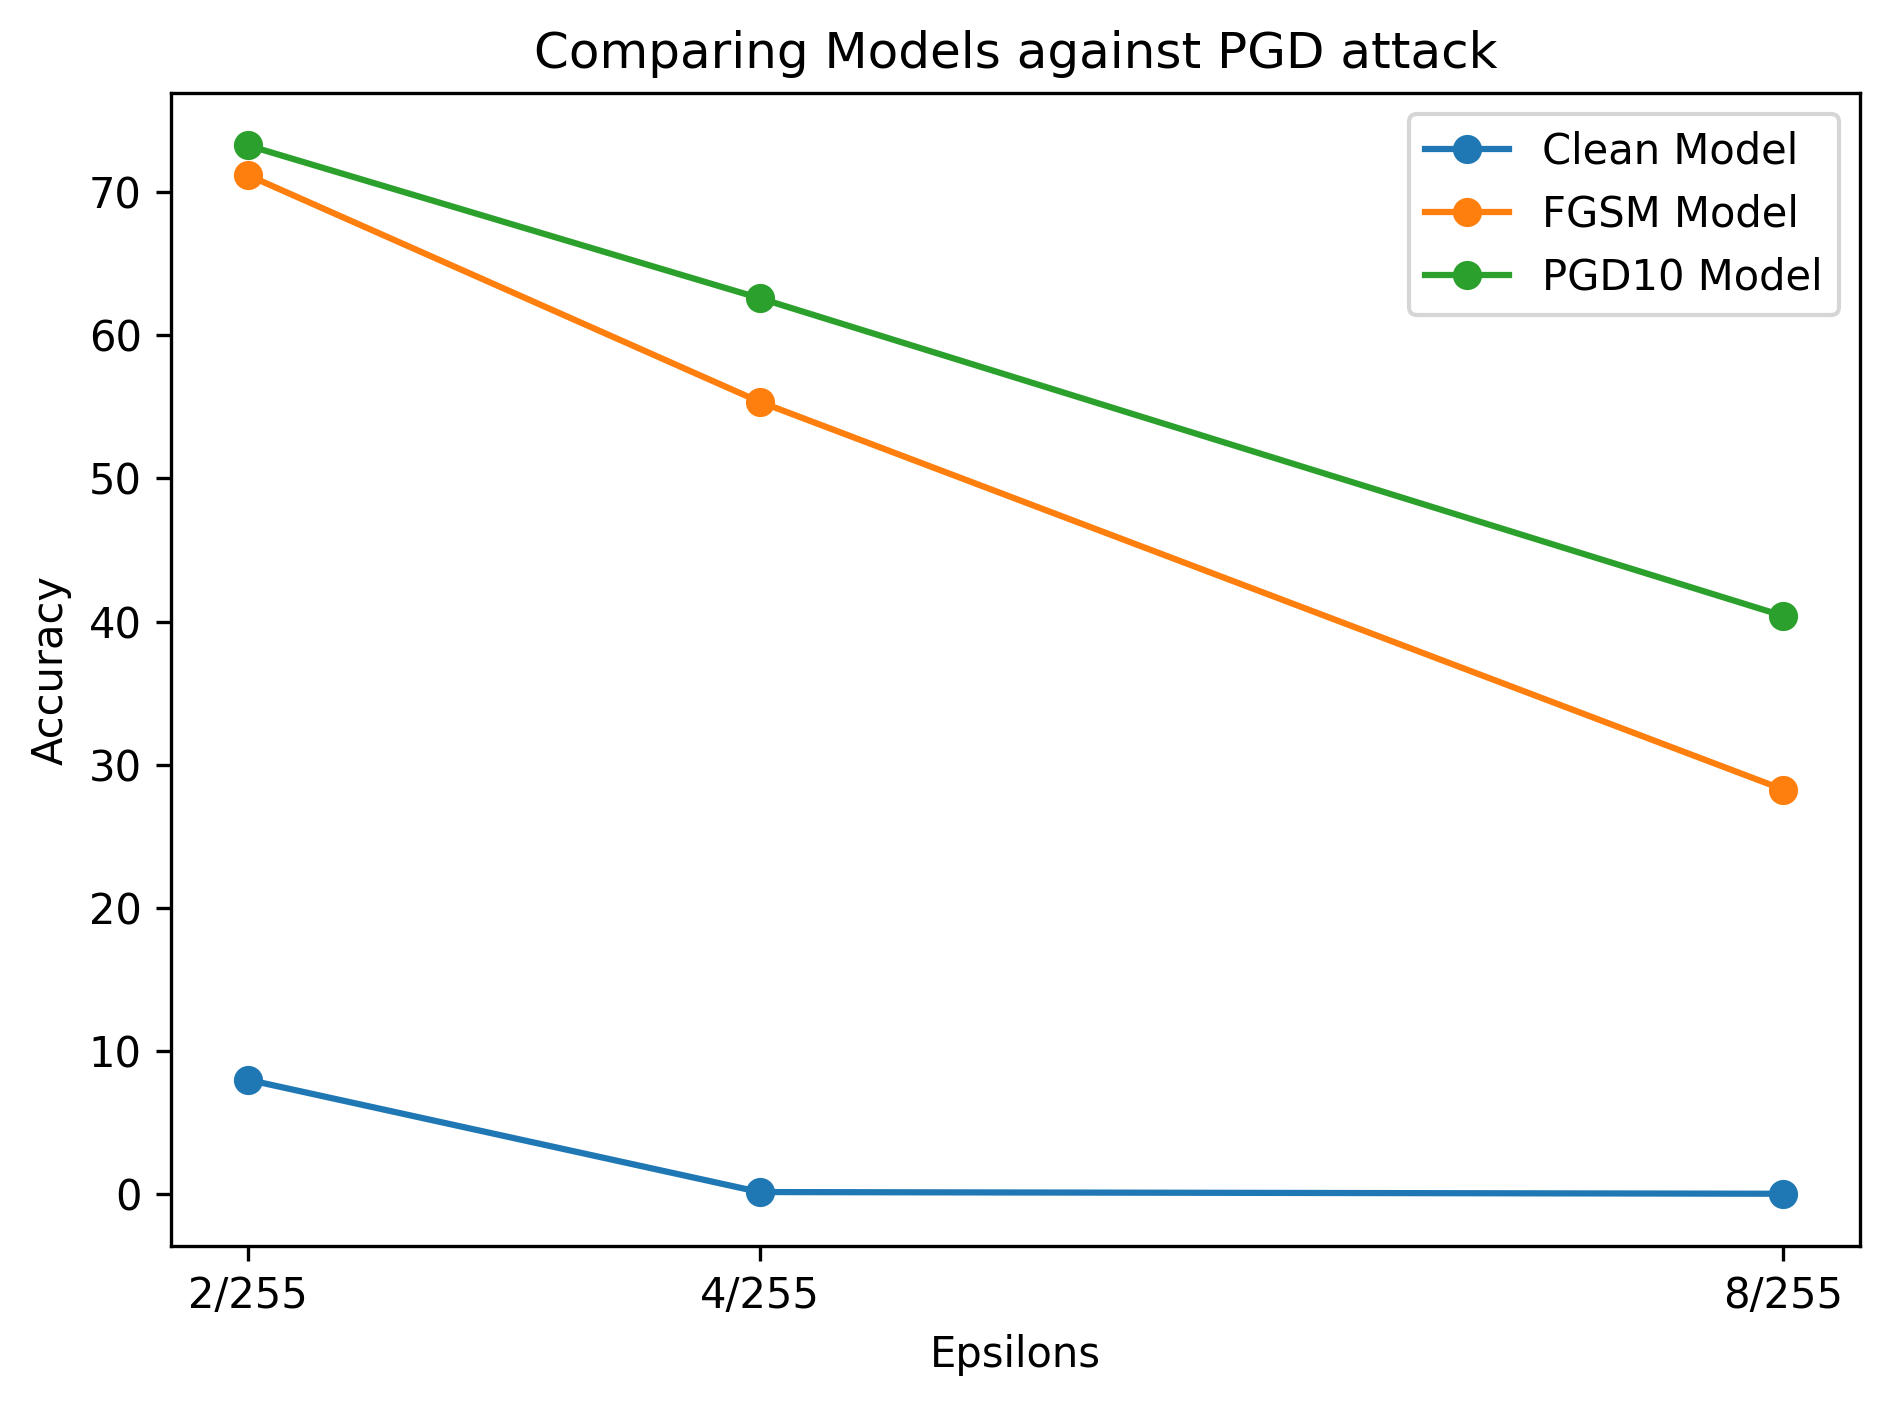 Comparing Models against PGD attack
Clean Model
FGSM Model
PGD10 Model
70
60
50
40
30
20
10
0
Accuracy
2/255
4/255
8/255
Epsilons